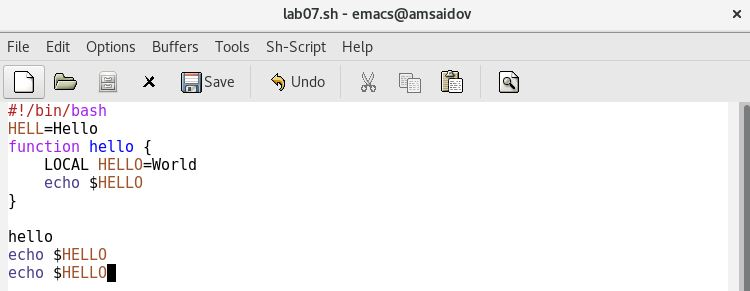 lab07.sh - emacs@amsaidov
File Edit Options Buffers Tools Sh-Script Help
Save Undo
#!/bin/bash
HELL=Hello
function hello {
    LOCAL HELLO=World
    echo $HELLO
}
hello
echo $HELLO
echo $HELLO